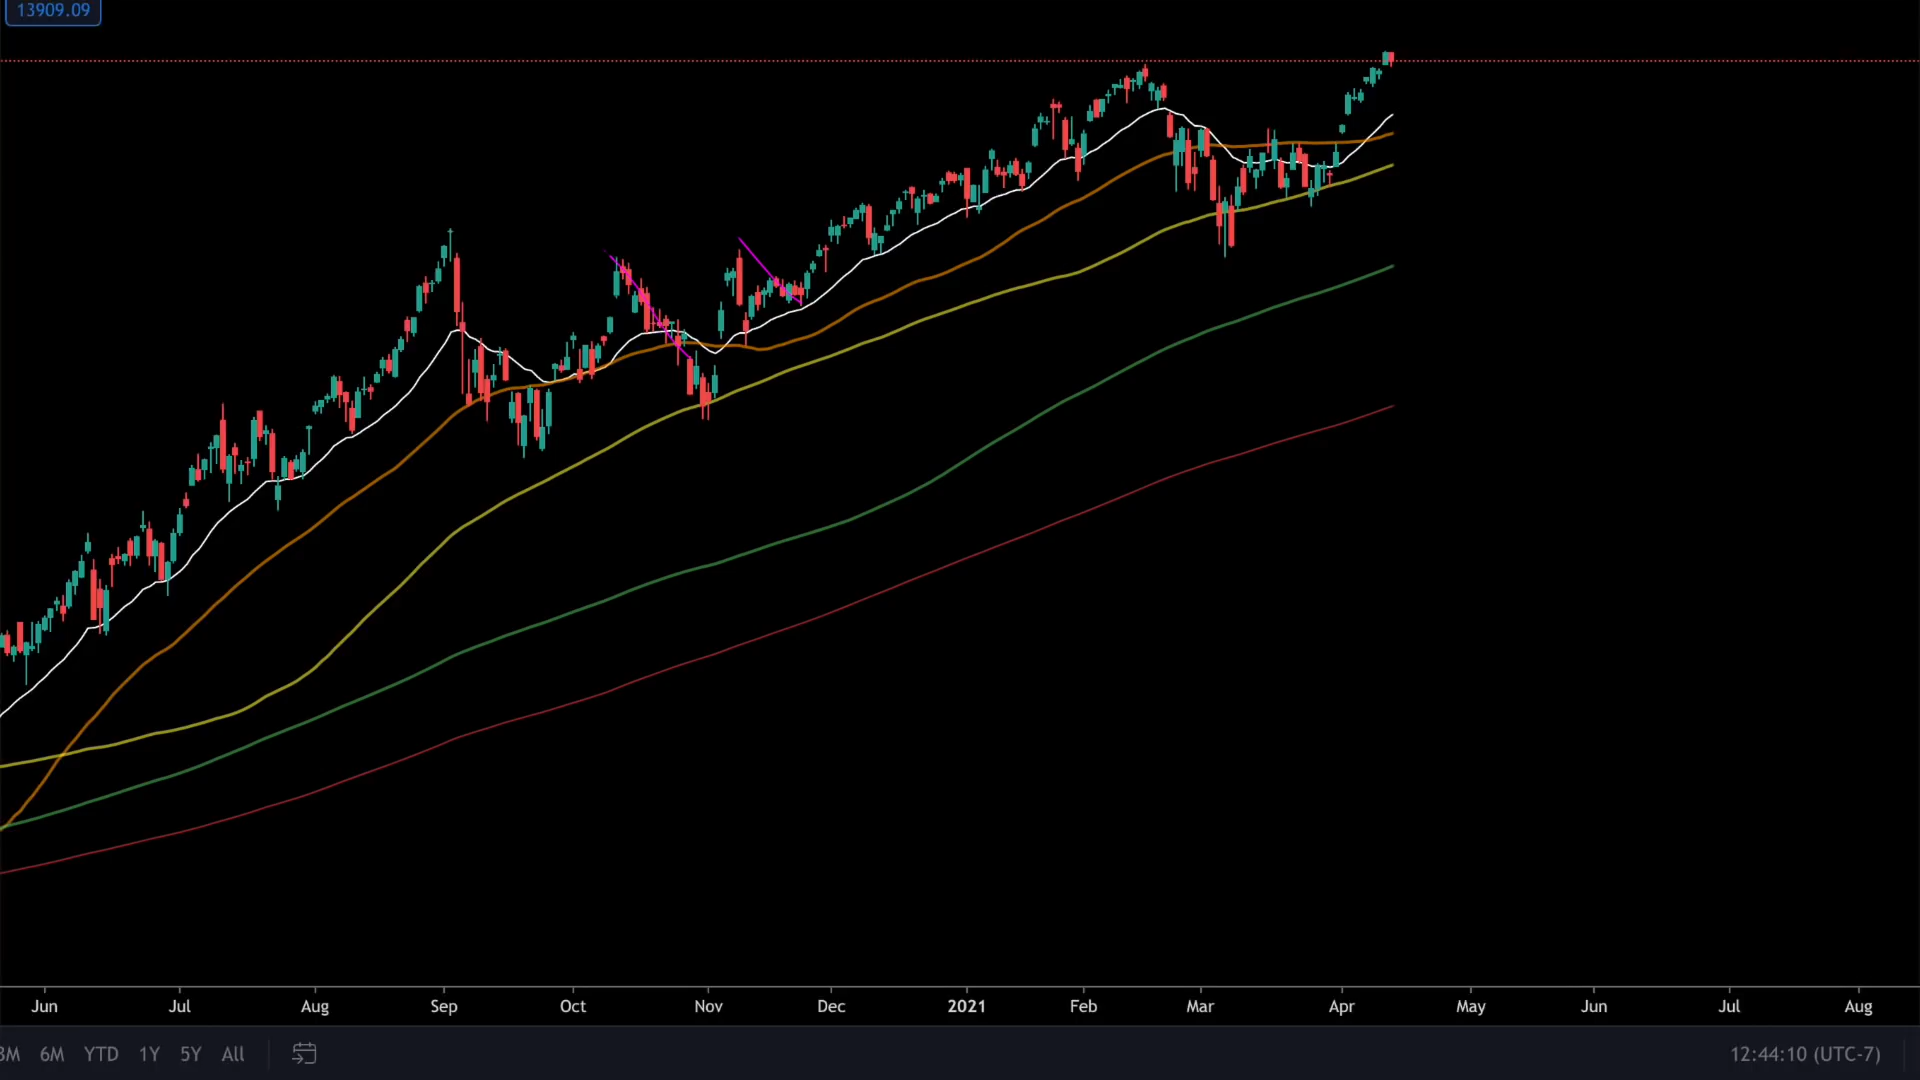 13909.09
Jun Jul Aug Sep Oct Nov Dec 2021 Feb Mar Apr May Jun Jul Aug
3M 6M YTD 1Y 5Y All 12:44:10 (UTC-7)